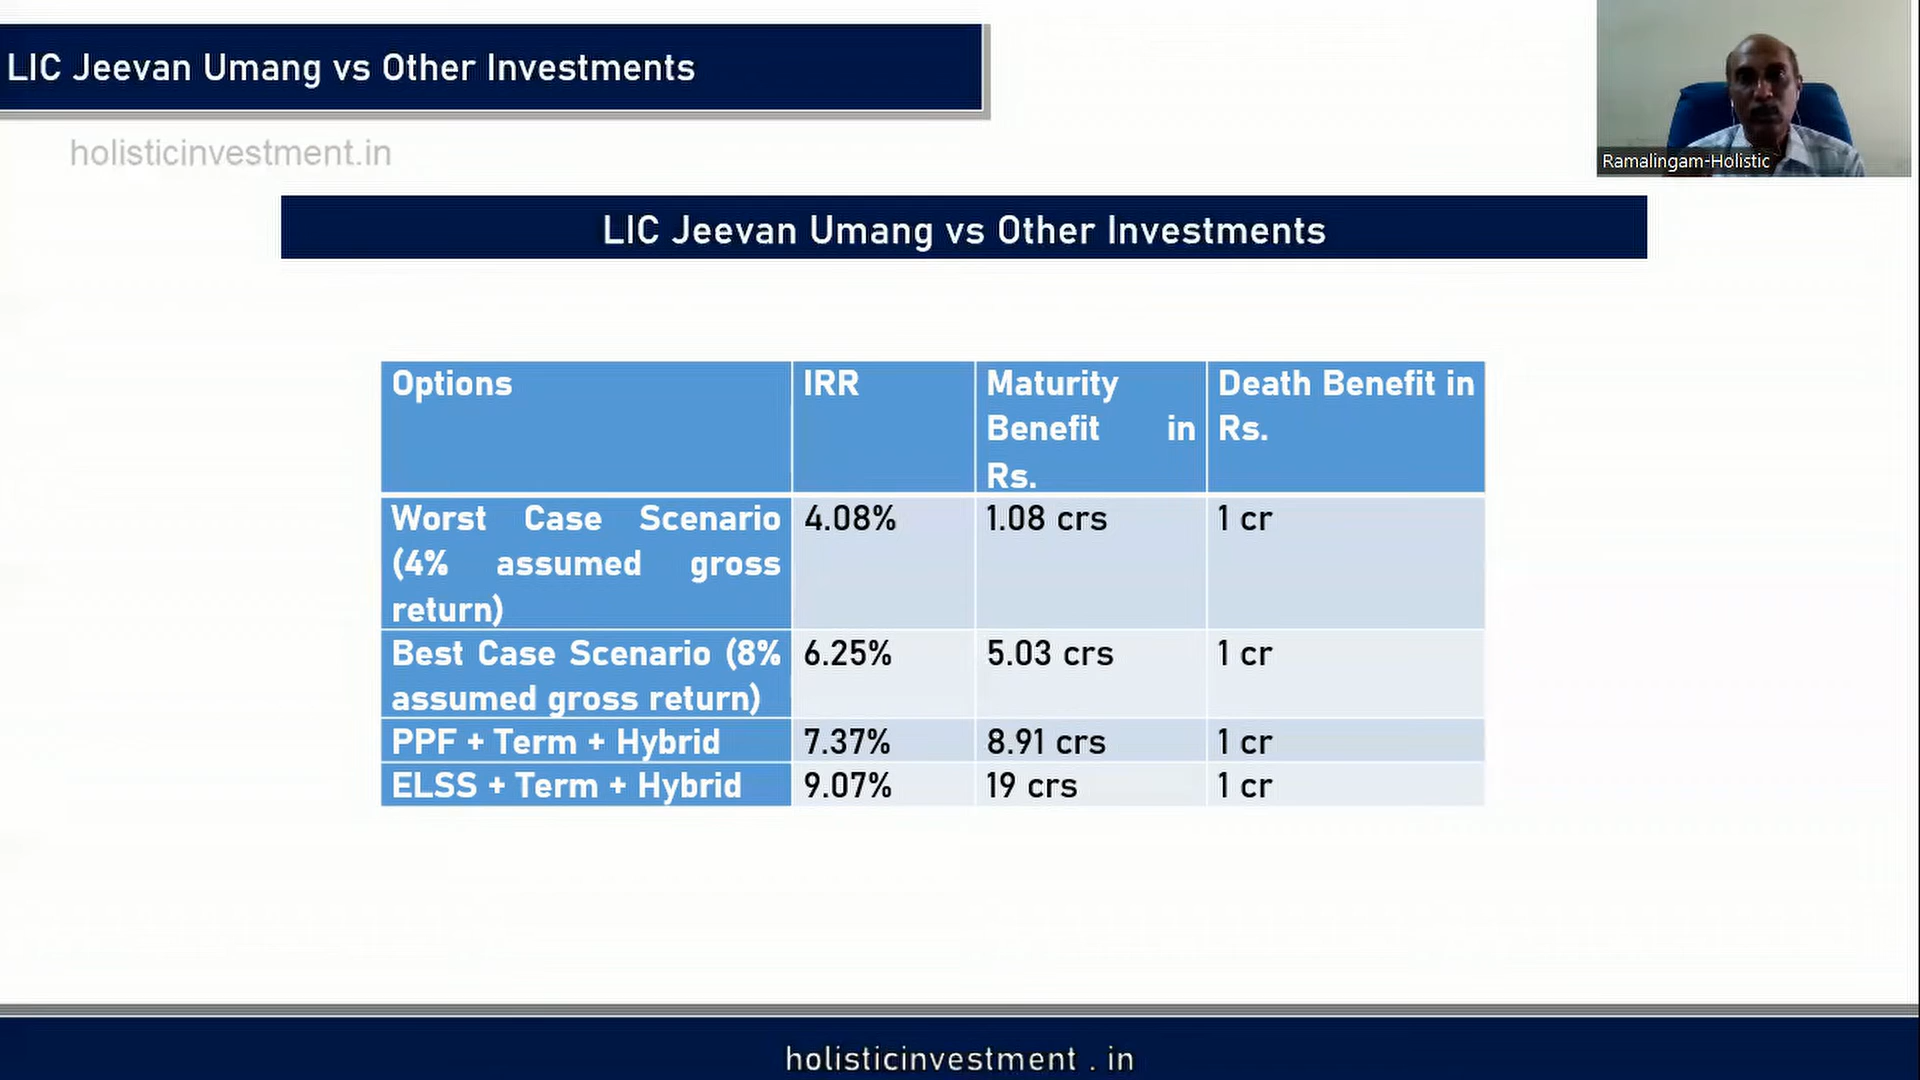 LIC Jeevan Umang vs Other Investments
holisticinvestment.in
Ramalingam-Holistic
LIC Jeevan Umang vs Other Investments
Options IRR Maturity Benefit in Rs. Death Benefit in Rs.
Worst Case Scenario (4% assumed gross return) 4.08% 1.08 crs 1 cr
Best Case Scenario (8% assumed gross return) 6.25% 5.03 crs 1 cr
PPF + Term + Hybrid 7.37% 8.91 crs 1 cr
ELSS + Term + Hybrid 9.07% 19 crs 1 cr
holisticinvestment . in